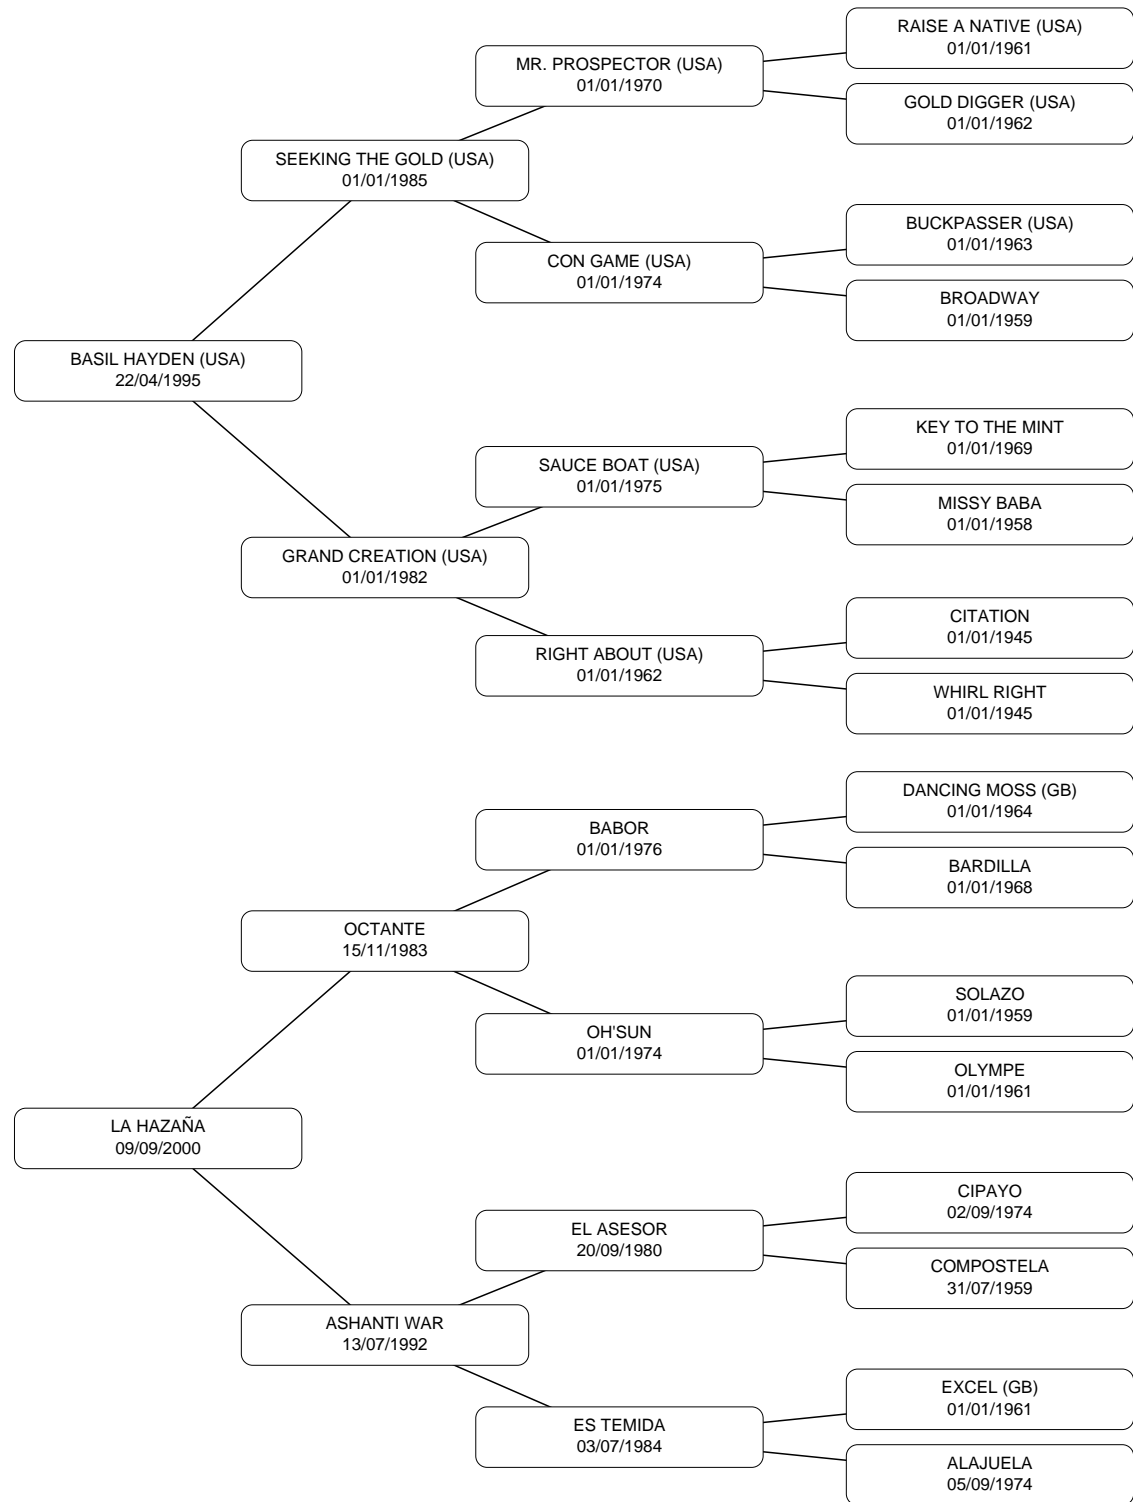 RAISE A NATIVE (USA)
01/01/1961
MR. PROSPECTOR (USA)
01/01/1970
GOLD DIGGER (USA)
01/01/1962
SEEKING THE GOLD (USA)
01/01/1985
BUCKPASSER (USA)
01/01/1963
CON GAME (USA)
01/01/1974
BROADWAY
01/01/1959
BASIL HAYDEN (USA)
22/04/1995
KEY TO THE MINT
01/01/1969
SAUCE BOAT (USA)
01/01/1975
MISSY BABA
01/01/1958
GRAND CREATION (USA)
01/01/1982
CITATION
01/01/1945
RIGHT ABOUT (USA)
01/01/1962
WHIRL RIGHT
01/01/1945
DANCING MOSS (GB)
01/01/1964
BABOR
01/01/1976
BARDILLA
01/01/1968
OCTANTE
15/11/1983
SOLAZO
01/01/1959
OH'SUN
01/01/1974
OLYMPE
01/01/1961
LA HAZAÑA
09/09/2000
CIPAYO
02/09/1974
EL ASESOR
20/09/1980
COMPOSTELA
31/07/1959
ASHANTI WAR
13/07/1992
EXCEL (GB)
01/01/1961
ES TEMIDA
03/07/1984
ALAJUELA
05/09/1974